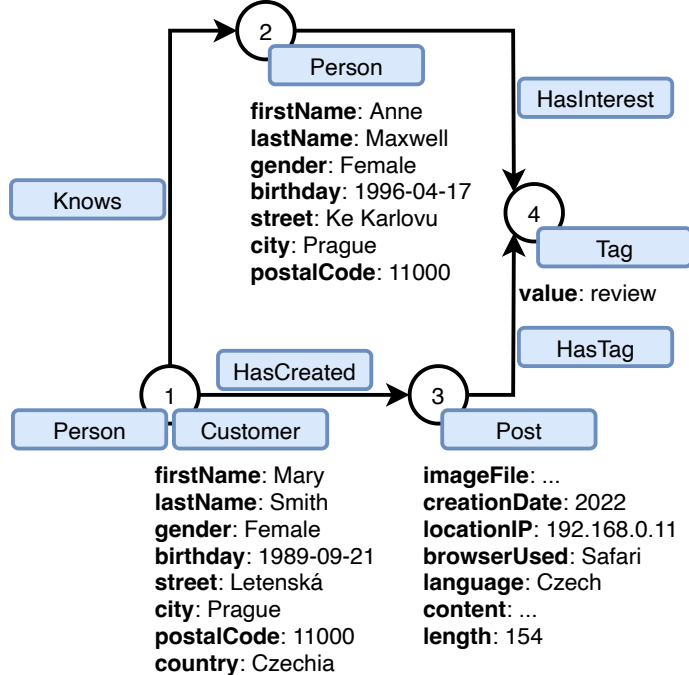 2
Person
HasInterest
firstName: Anne
lastName: Maxwell
gender: Female
birthday: 1996-04-17
street: Ke Karlovu
city: Prague
postalCode: 11000
Knows
4
Tag
value: review
HasTag
HasCreated
1
3
Person
Customer
Post
firstName: Mary
lastName: Smith
gender: Female
birthday: 1989-09-21
street: Letenská
city: Prague
postalCode: 11000
country: Czechia
imageFile: ...
creationDate: 2022
locationIP: 192.168.0.11
browserUsed: Safari
language: Czech
content: ...
length: 154